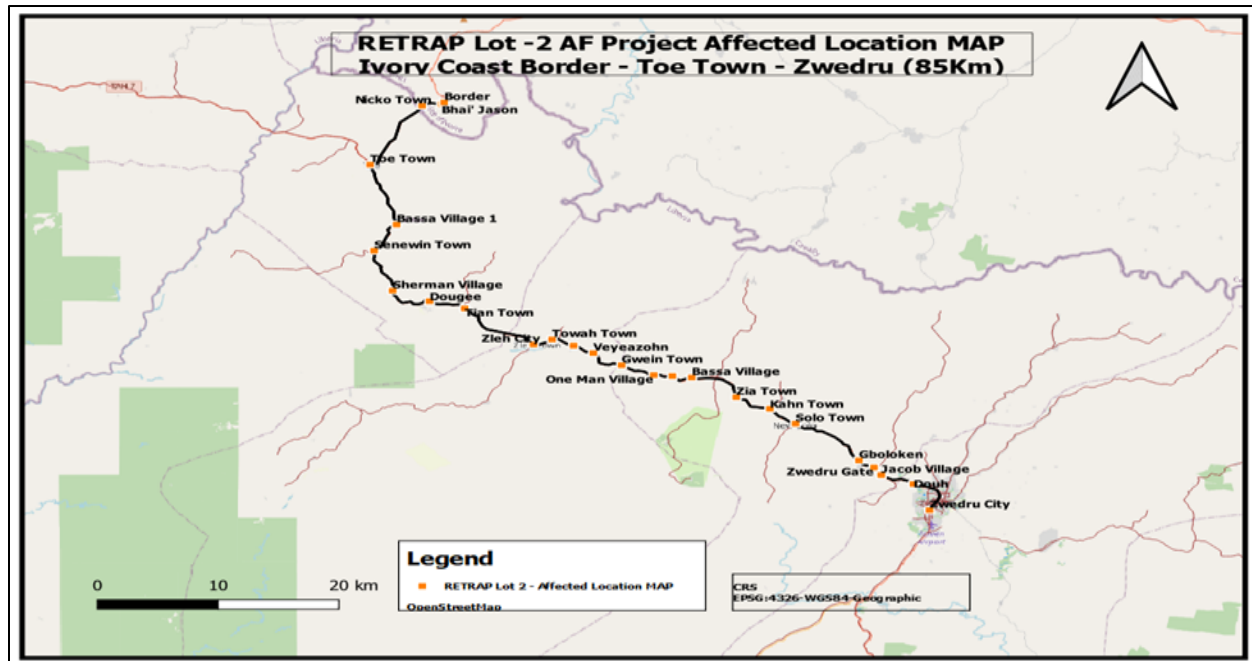 RETRAP Lot -2 AF Project Affected Location MAP
Ivory Coast Border - Toe Town - Zwedru (85Km)
Nicko Town
Border
Bhai' Jason
Toe Town
Bassa Village 1
Senewin Town
Sherman Village
Dougee
Tian Town
Zleh City
Towah Town
Veyeazohn
Gwein Town
One Man Village
Bassa Village
Zia Town
Kahn Town
Solo Town
Gboloken
Zwedru Gate
Jacob Village
Douh
Zwedru City
Legend
RETRAP Lot 2 - Affected Location MAP
OpenStreetMap
0 10 20 km
CRS
EPSG:4326-WGS84-Geographic